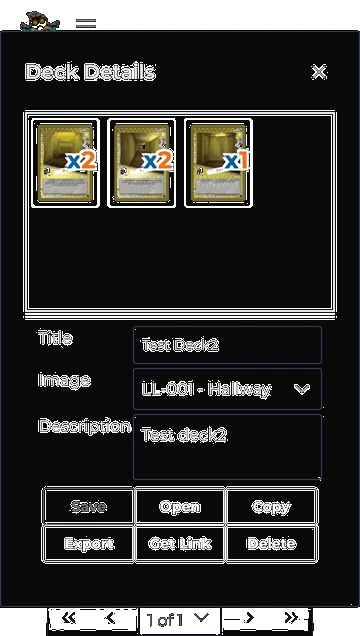 Deck Details
x2 x2 x1
Title
Test Deck2
Image
LL-001 - Hallway
Description
Test deck2
Save Open Copy
Export Get Link Delete
1 of 1